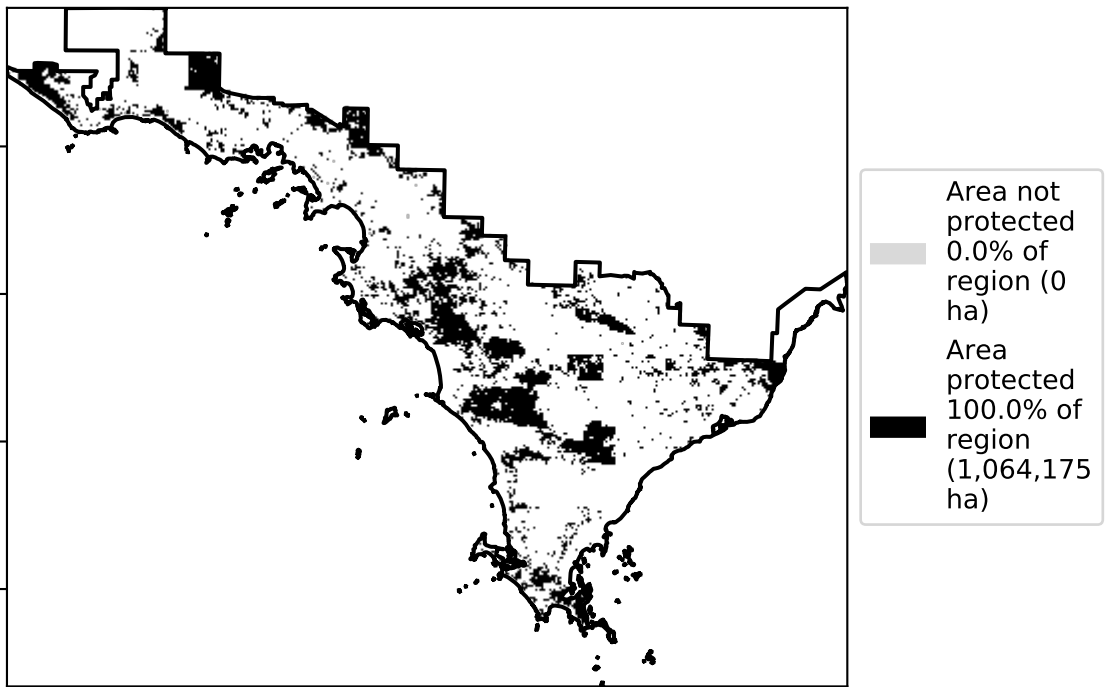 Area not
protected
0.0% of
region (0
ha)
Area
protected
100.0% of
region
(1,064,175
ha)